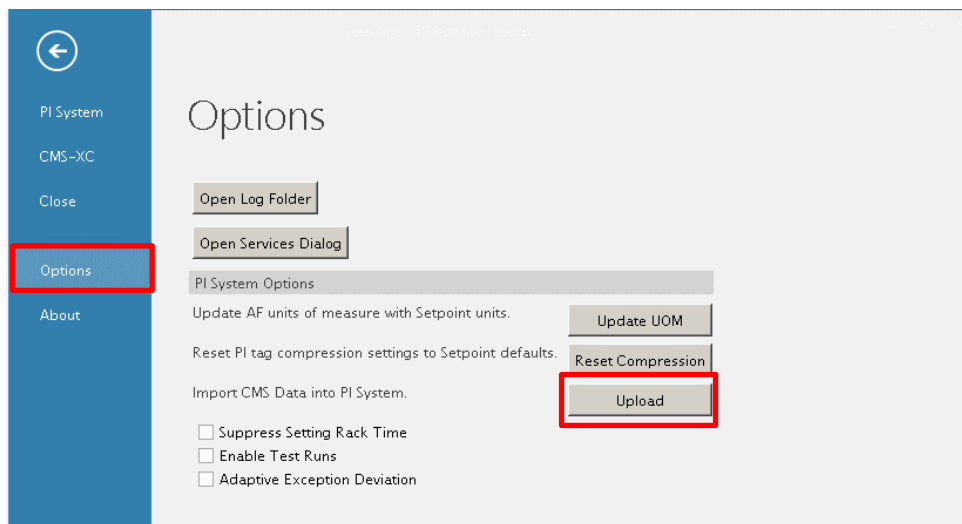 PI System
CMS-XC
Close
Options
About
Options
Open Log Folder
Open Services Dialog
PI System Options
Update AF units of measure with Setpoint units.
Update UOM
Reset PI tag compression settings to Setpoint defaults.
Reset Compression
Import CMS Data into PI System.
Upload
Suppress Setting Rack Time
Enable Test Runs
Adaptive Exception Deviation